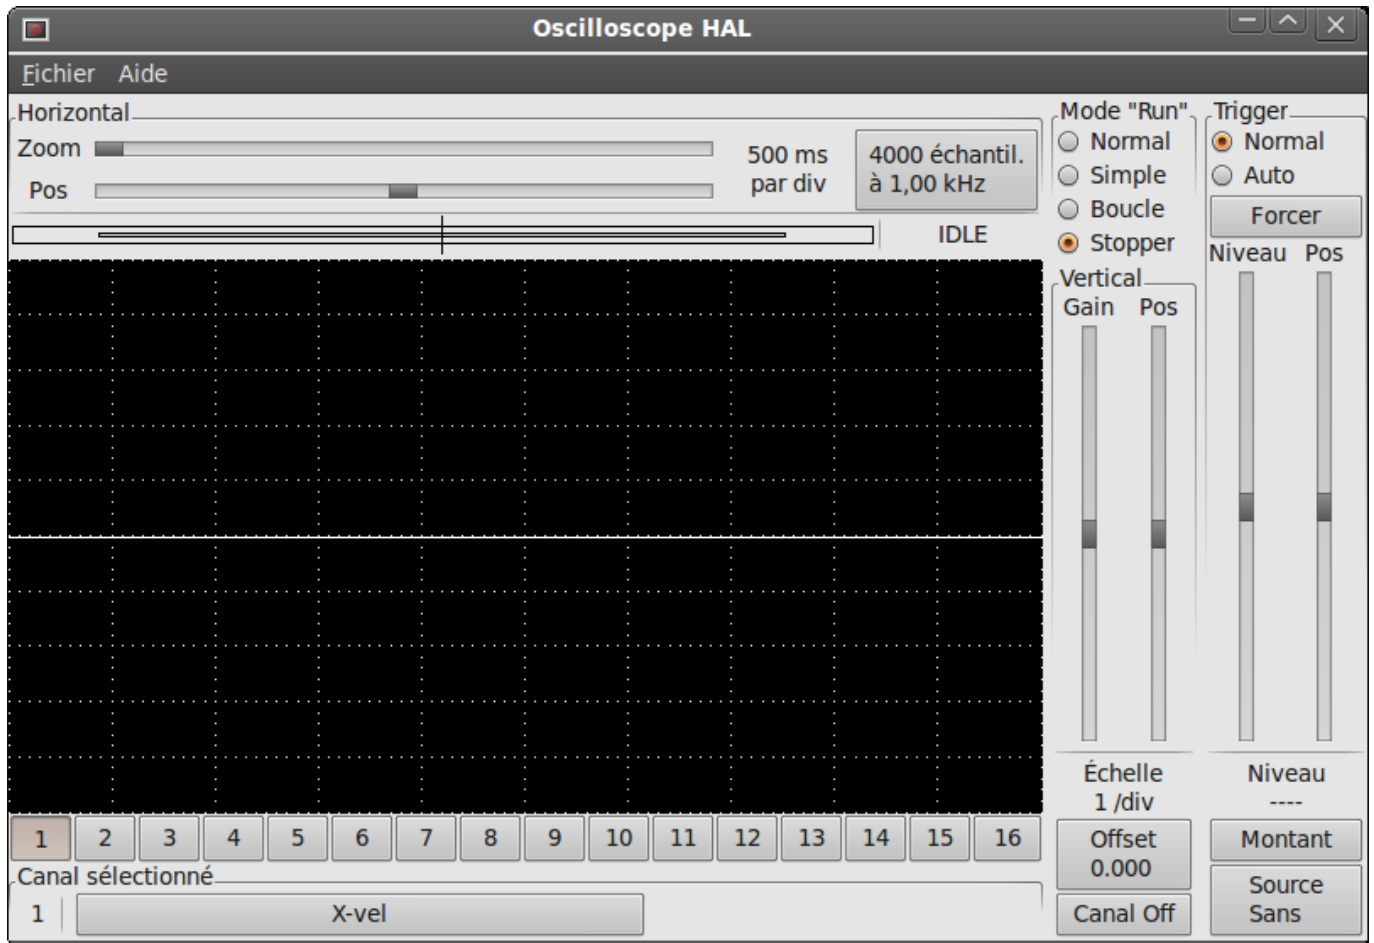 Oscilloscope HAL
Fichier Aide
Horizontal
Zoom
Pos
500 ms
par div
4000 échantil.
à 1,00 kHz
IDLE
Mode "Run"
Normal
Simple
Boucle
Stopper
Trigger
Normal
Auto
Forcer
Niveau Pos
Vertical
Gain Pos
Échelle
1 /div
Offset
0.000
Canal Off
Niveau
----
Montant
Source
Sans
1 2 3 4 5 6 7 8 9 10 11 12 13 14 15 16
Canal sélectionné
1 X-vel